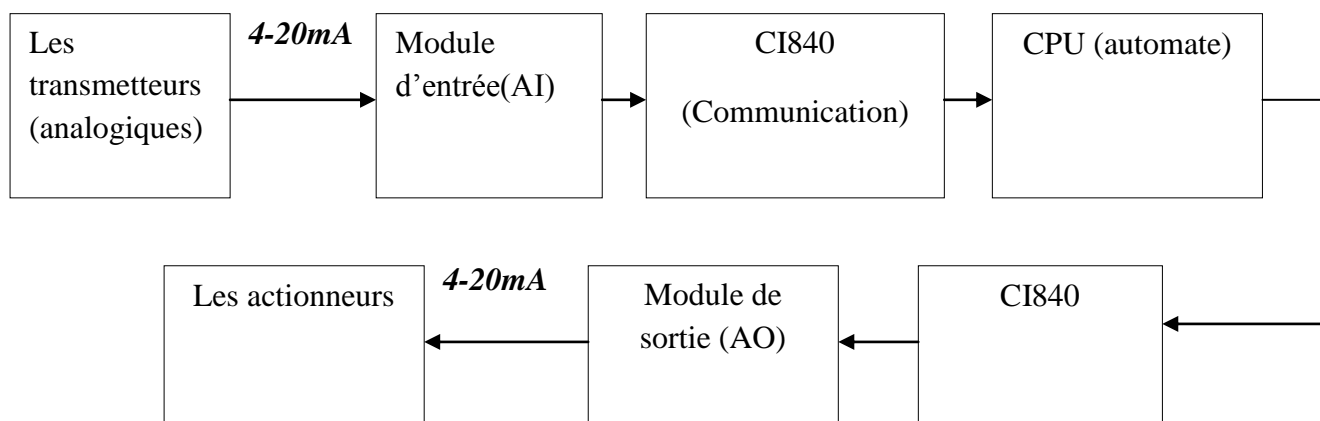 Les
transmetteurs
(analogiques)
4-20mA
Module
d’entrée(AI)
CI840
(Communication)
CPU (automate)
Les actionneurs
4-20mA
Module de
sortie (AO)
CI840